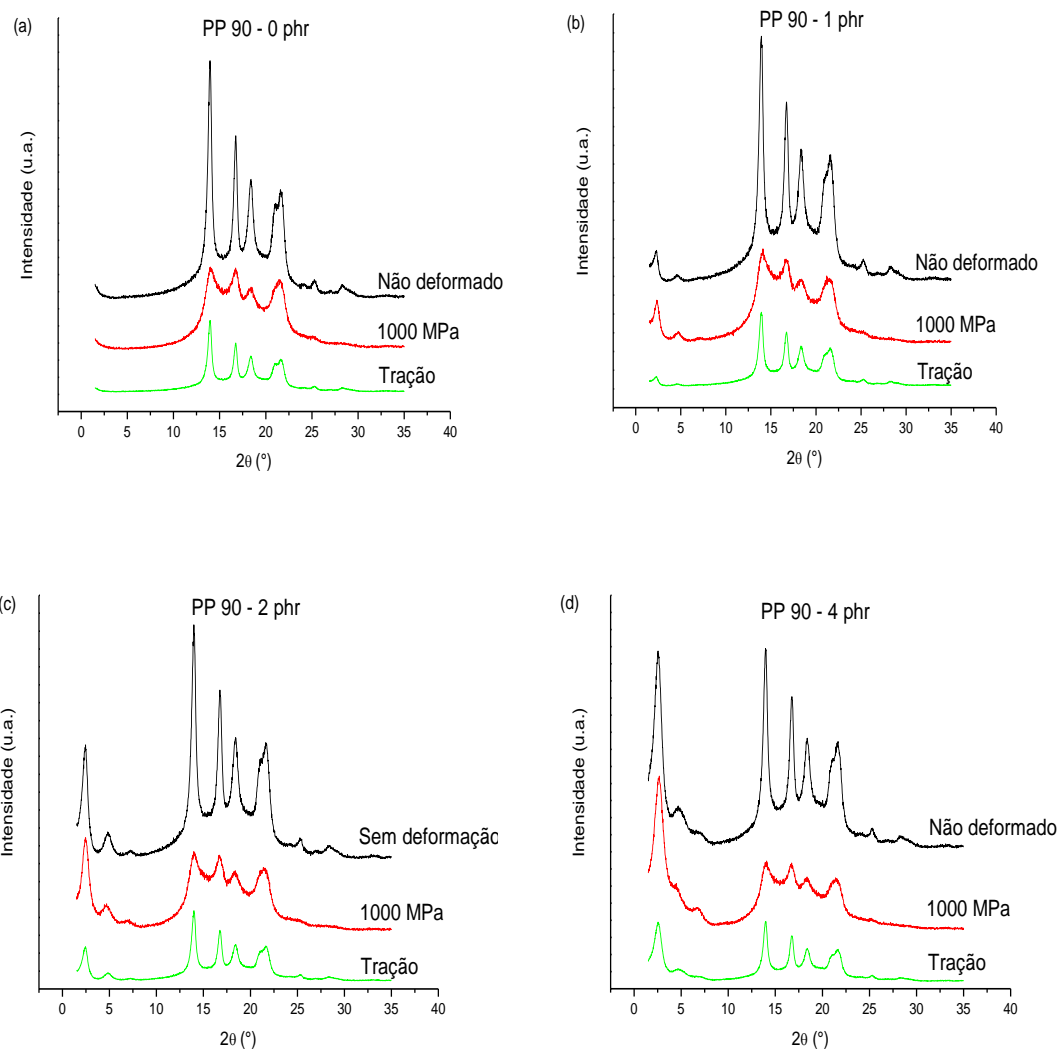 (a)
PP 90 - 0 phr
Intensidade (u.a.)
Não deformado
1000 MPa
Tração
0 5 10 15 20 25 30 35 40
2θ (°)
(b)
PP 90 - 1 phr
Intensidade (u.a.)
Não deformado
1000 MPa
Tração
0 5 10 15 20 25 30 35 40
2θ (°)
(c)
PP 90 - 2 phr
Intensidade (u.a.)
Sem deformação
1000 MPa
Tração
0 5 10 15 20 25 30 35 40
2θ (°)
(d)
PP 90 - 4 phr
Intensidade (u.a.)
Não deformado
1000 MPa
Tração
0 5 10 15 20 25 30 35 40
2θ (°)